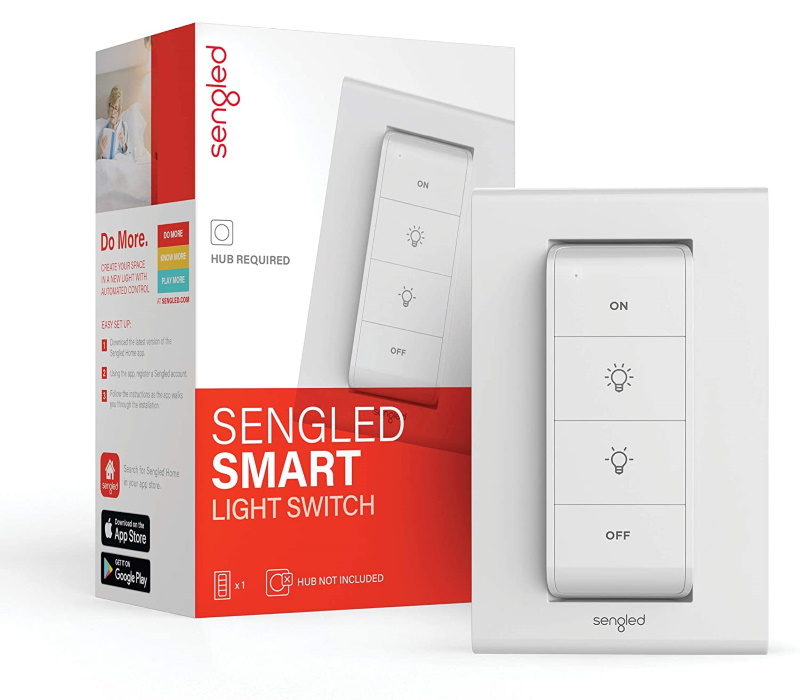 sengled
HUB REQUIRED
ON
OFF
SENGLED
SMART
LIGHT SWITCH
x 1
HUB NOT INCLUDED
Do More.
CREATE YOUR SPACE
IN A NEW LIGHT WITH
AUTOMATED CONTROL
DO MORE
KNOW MORE
PLAY MORE
AT SENGLED.COM
EASY SET UP:
1 Download the latest version of the
Sengled Home app.
2 Using the app, register a Sengled account.
3 Follow the instructions as the app walks
you through the installation.
sengled
Search for Sengled Home
in your app store.
Download on the
App Store
GET IT ON
Google Play
ON
OFF
sengled